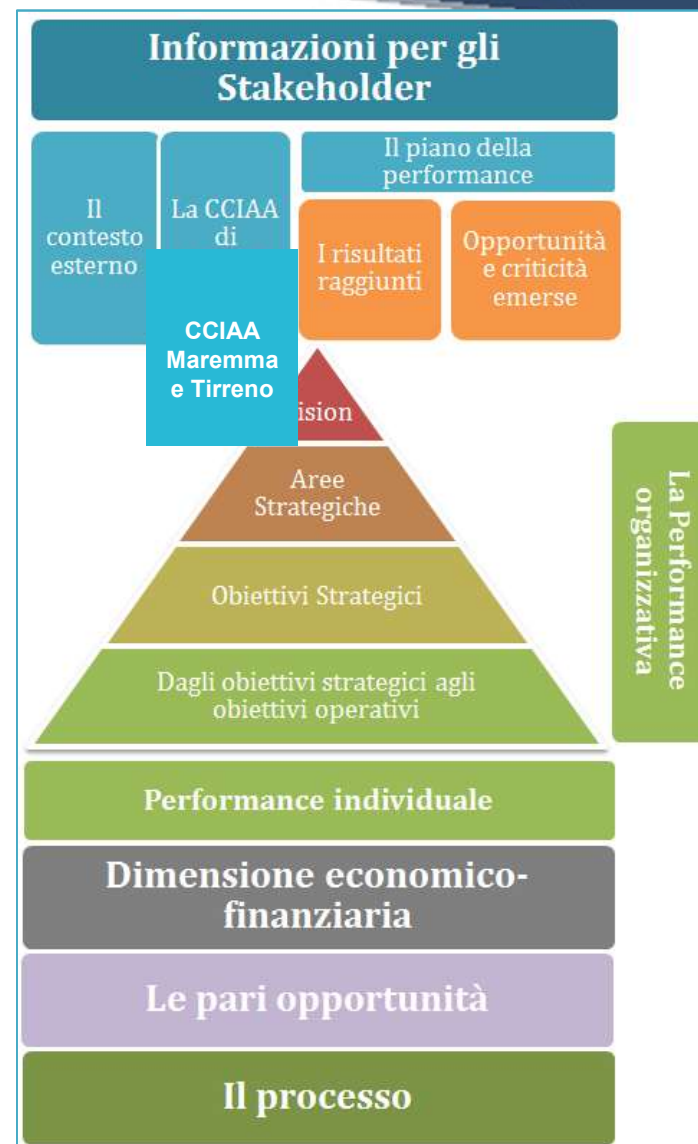 Informazioni per gli
Stakeholder
Il
contesto
esterno
La CCIAA
di
Il piano della
performance
I risultati
raggiunti
Opportunità
e criticità
emerse
CCIAA
Maremma
e Tirreno
ision
Aree
Strategiche
Obiettivi Strategici
Dagli obiettivi strategici agli
obiettivi operativi
La Performance
organizzativa
Performance individuale
Dimensione economico-
finanziaria
Le pari opportunità
Il processo